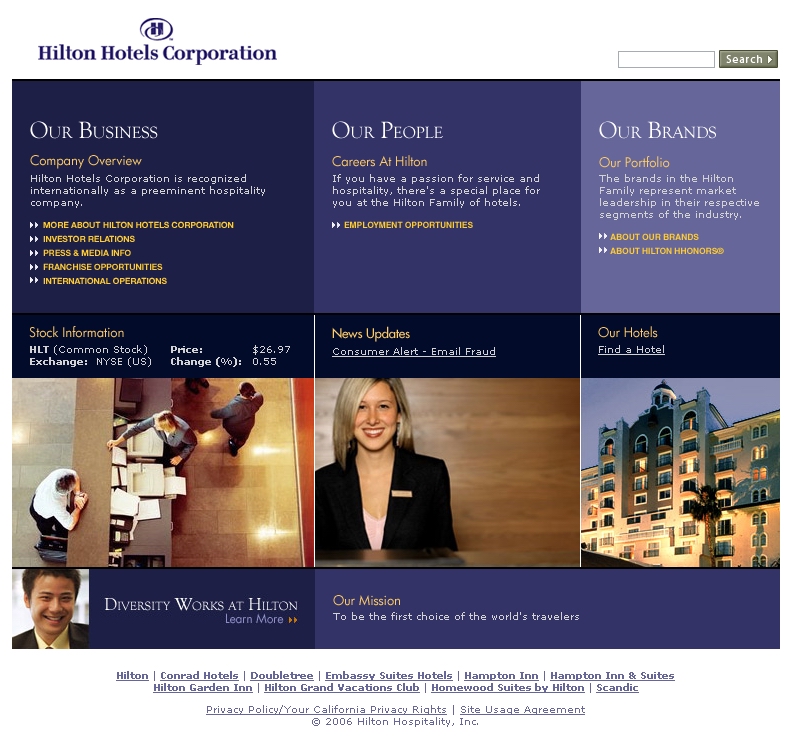 Hilton Hotels Corporation
Search
OUR BUSINESS
Company Overview
Hilton Hotels Corporation is recognized
internationally as a preeminent hospitality
company.
MORE ABOUT HILTON HOTELS CORPORATION
INVESTOR RELATIONS
PRESS & MEDIA INFO
FRANCHISE OPPORTUNITIES
INTERNATIONAL OPERATIONS
OUR PEOPLE
Careers At Hilton
If you have a passion for service and
hospitality, there's a special place for
you at the Hilton Family of hotels.
EMPLOYMENT OPPORTUNITIES
OUR BRANDS
Our Portfolio
The brands in the Hilton
Family represent market
leadership in their respective
segments of the industry.
ABOUT OUR BRANDS
ABOUT HILTON HHONORS®
Stock Information
HLT (Common Stock) Price: $26.97
Exchange: NYSE (US) Change (%): 0.55
News Updates
Consumer Alert - Email Fraud
Our Hotels
Find a Hotel
DIVERSITY WORKS AT HILTON
Learn More
Our Mission
To be the first choice of the world's travelers
Hilton | Conrad Hotels | Doubletree | Embassy Suites Hotels | Hampton Inn | Hampton Inn & Suites
Hilton Garden Inn | Hilton Grand Vacations Club | Homewood Suites by Hilton | Scandic
Privacy Policy/Your California Privacy Rights | Site Usage Agreement
© 2006 Hilton Hospitality, Inc.